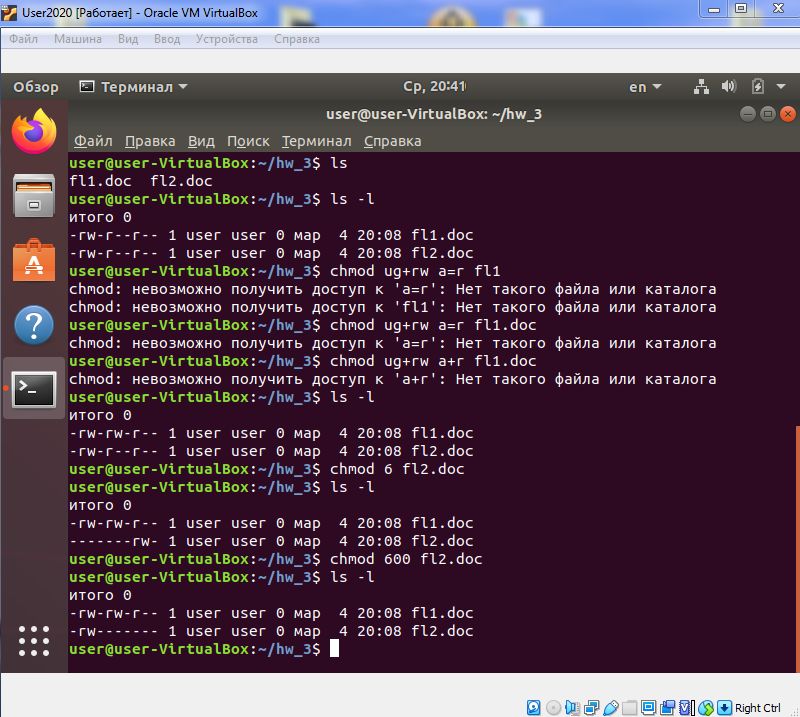 User2020 [Работает] - Oracle VM VirtualBox
Файл Машина Вид Ввод Устройства Справка
Обзор Терминал Ср, 20:41 en
user@user-VirtualBox: ~/hw_3
Файл Правка Вид Поиск Терминал Справка
user@user-VirtualBox:~/hw_3$ ls
fl1.doc  fl2.doc
user@user-VirtualBox:~/hw_3$ ls -l
итого 0
-rw-r--r-- 1 user user 0 мар  4 20:08 fl1.doc
-rw-r--r-- 1 user user 0 мар  4 20:08 fl2.doc
user@user-VirtualBox:~/hw_3$ chmod ug+rw a=r fl1
chmod: невозможно получить доступ к 'a=r': Нет такого файла или каталога
chmod: невозможно получить доступ к 'fl1': Нет такого файла или каталога
user@user-VirtualBox:~/hw_3$ chmod ug+rw a=r fl1.doc
chmod: невозможно получить доступ к 'a=r': Нет такого файла или каталога
user@user-VirtualBox:~/hw_3$ chmod ug+rw a+r fl1.doc
chmod: невозможно получить доступ к 'a+r': Нет такого файла или каталога
user@user-VirtualBox:~/hw_3$ ls -l
итого 0
-rw-rw-r-- 1 user user 0 мар  4 20:08 fl1.doc
-rw-r--r-- 1 user user 0 мар  4 20:08 fl2.doc
user@user-VirtualBox:~/hw_3$ chmod 6 fl2.doc
user@user-VirtualBox:~/hw_3$ ls -l
итого 0
-rw-rw-r-- 1 user user 0 мар  4 20:08 fl1.doc
-------rw- 1 user user 0 мар  4 20:08 fl2.doc
user@user-VirtualBox:~/hw_3$ chmod 600 fl2.doc
user@user-VirtualBox:~/hw_3$ ls -l
итого 0
-rw-rw-r-- 1 user user 0 мар  4 20:08 fl1.doc
-rw------- 1 user user 0 мар  4 20:08 fl2.doc
user@user-VirtualBox:~/hw_3$
Right Ctrl